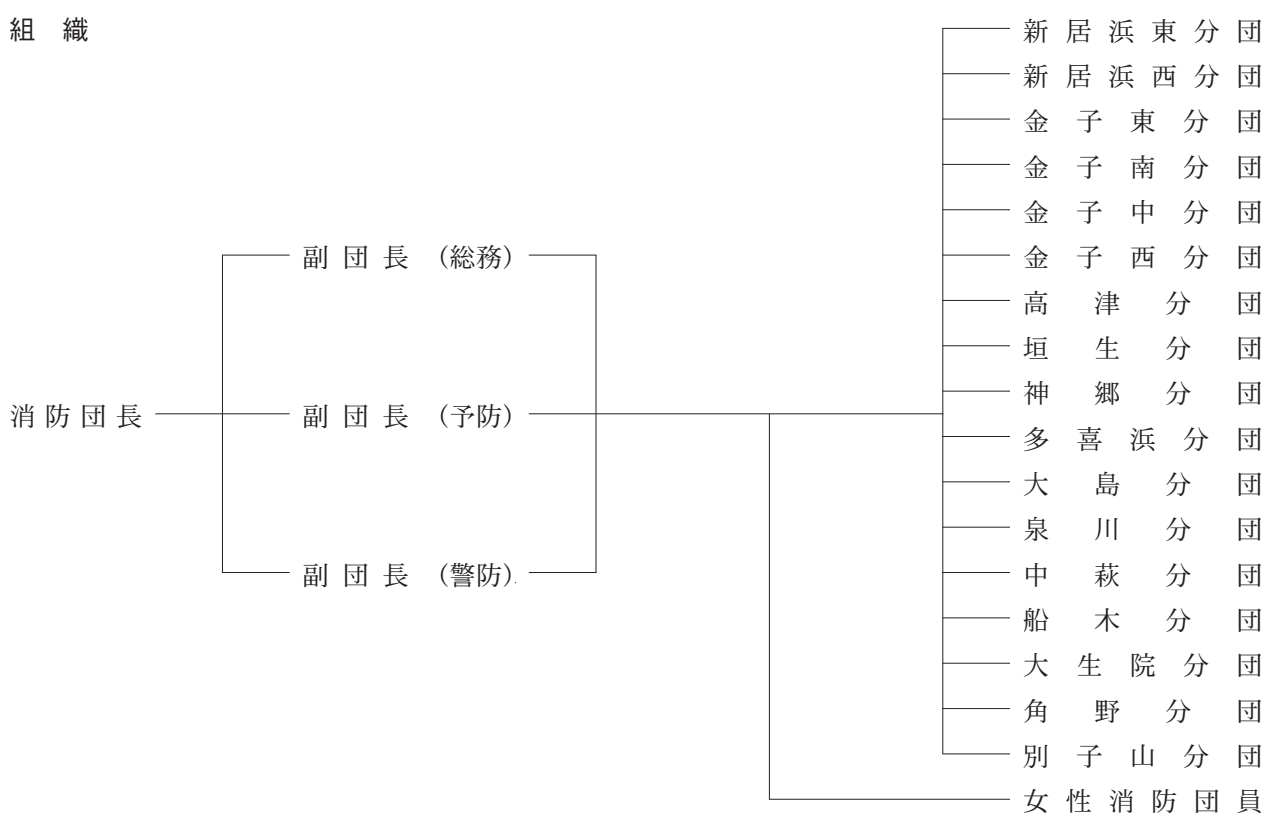 組織
新居浜東分団
新居浜西分団
金子東分団
金子南分団
金子中分団
金子西分団
副団長（総務）
高津分団
垣生分団
神郷分団
消防団長
副団長（予防）
多喜浜分団
大島分団
泉川分団
中萩分団
副団長（警防）
船木分団
大生院分団
角野分団
別子山分団
女性消防団員